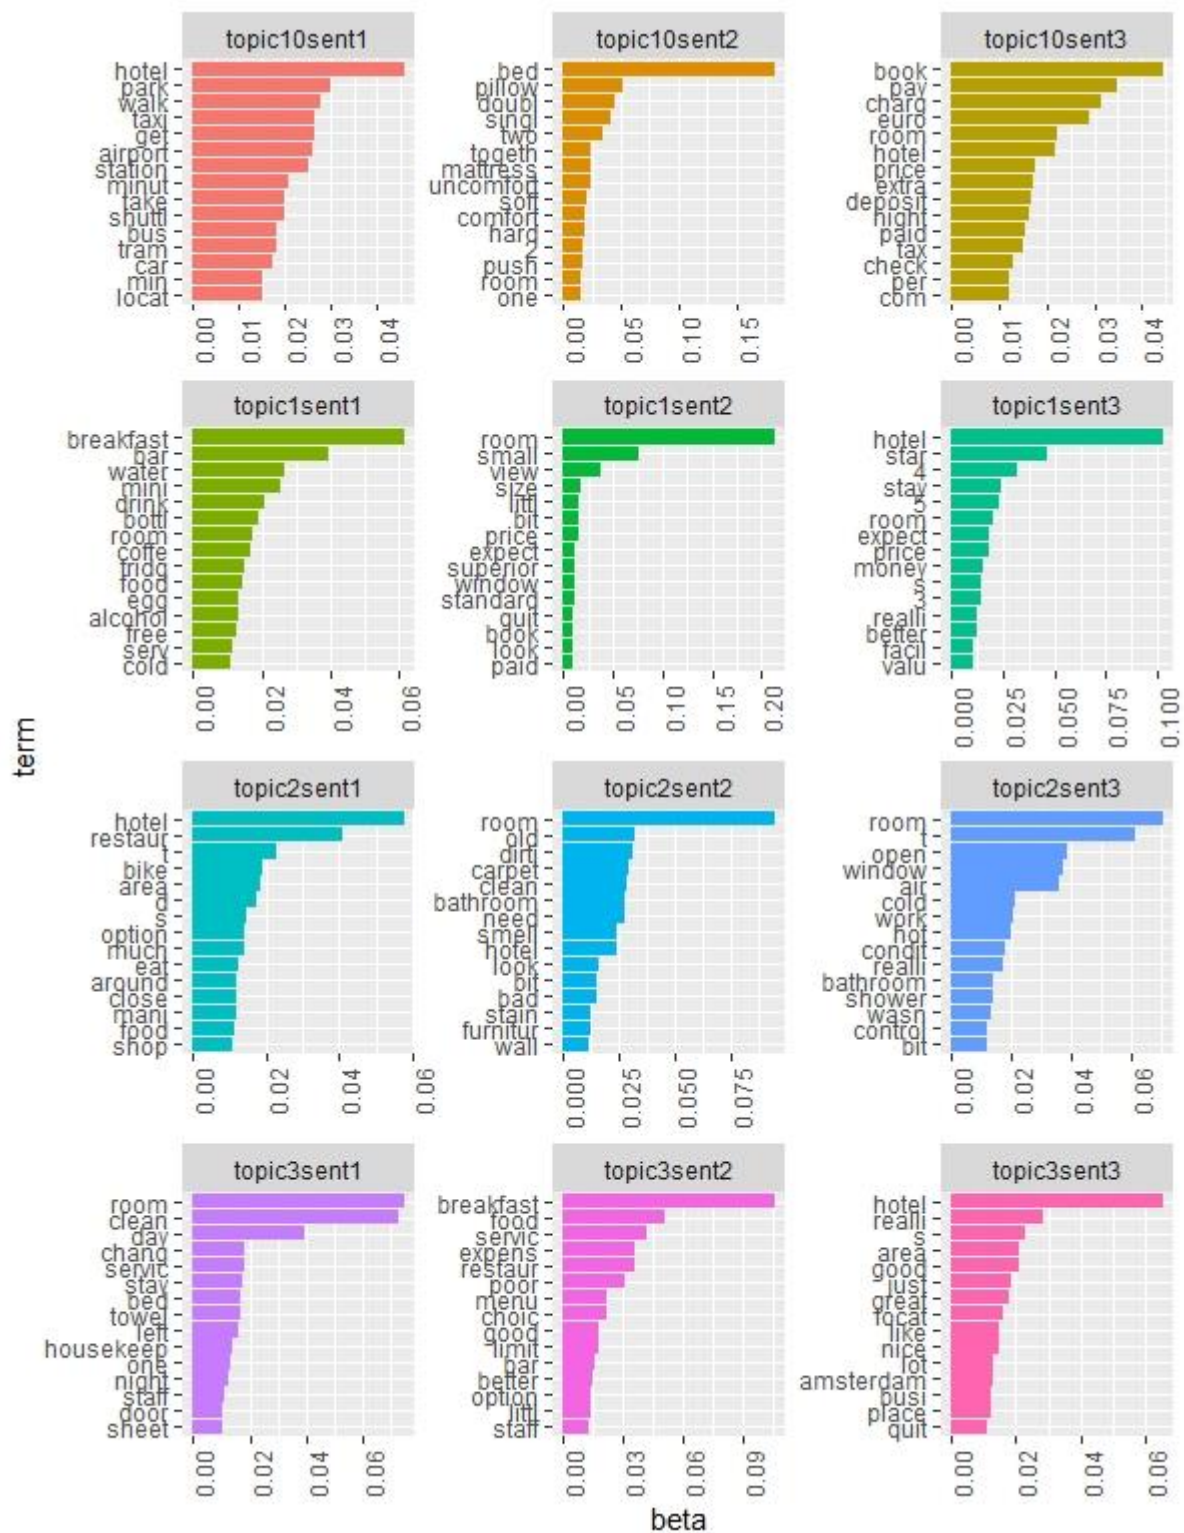 topic10sent1
hotel
park
walk
taxi
get
airport
station
minut
take
shuttl
bus
tram
car
min
locat
0.00 0.01 0.02 0.03 0.04
topic10sent2
bed
pillow
doubl
singl
two
togeth
mattress
uncomfort
soft
comfort
hard
2
push
room
one
0.00 0.05 0.10 0.15
topic10sent3
book
pay
charg
euro
room
hotel
price
extra
deposit
night
paid
tax
check
per
com
0.00 0.01 0.02 0.03 0.04
topic1sent1
breakfast
bar
water
mini
drink
bottl
room
coffe
fridg
food
egg
alcohol
free
serv
cold
0.00 0.02 0.04 0.06
topic1sent2
room
small
view
size
littl
bit
price
expect
superior
window
standard
quit
book
look
paid
0.00 0.05 0.10 0.15 0.20
topic1sent3
hotel
star
4
stay
5
room
expect
price
money
s
3
realli
better
facil
valu
0.000 0.025 0.050 0.075 0.100
term
topic2sent1
hotel
restaur
t
bike
area
d
s
option
much
eat
around
close
mani
food
shop
0.00 0.02 0.04 0.06
topic2sent2
room
old
dirti
carpet
clean
bathroom
need
smell
hotel
look
bit
bad
stain
furnitur
wall
0.000 0.025 0.050 0.075
topic2sent3
room
t
open
window
air
cold
work
hot
condit
realli
bathroom
shower
wasn
control
bit
0.00 0.02 0.04 0.06
topic3sent1
room
clean
day
chang
servic
stay
bed
towel
left
housekeep
one
night
staff
door
sheet
0.00 0.02 0.04 0.06
topic3sent2
breakfast
food
servic
expens
restaur
poor
menu
choic
good
limit
bar
better
option
littl
staff
0.00 0.03 0.06 0.09
topic3sent3
hotel
realli
s
area
good
just
great
locat
like
nice
lot
amsterdam
busi
place
quit
0.00 0.02 0.04 0.06
beta